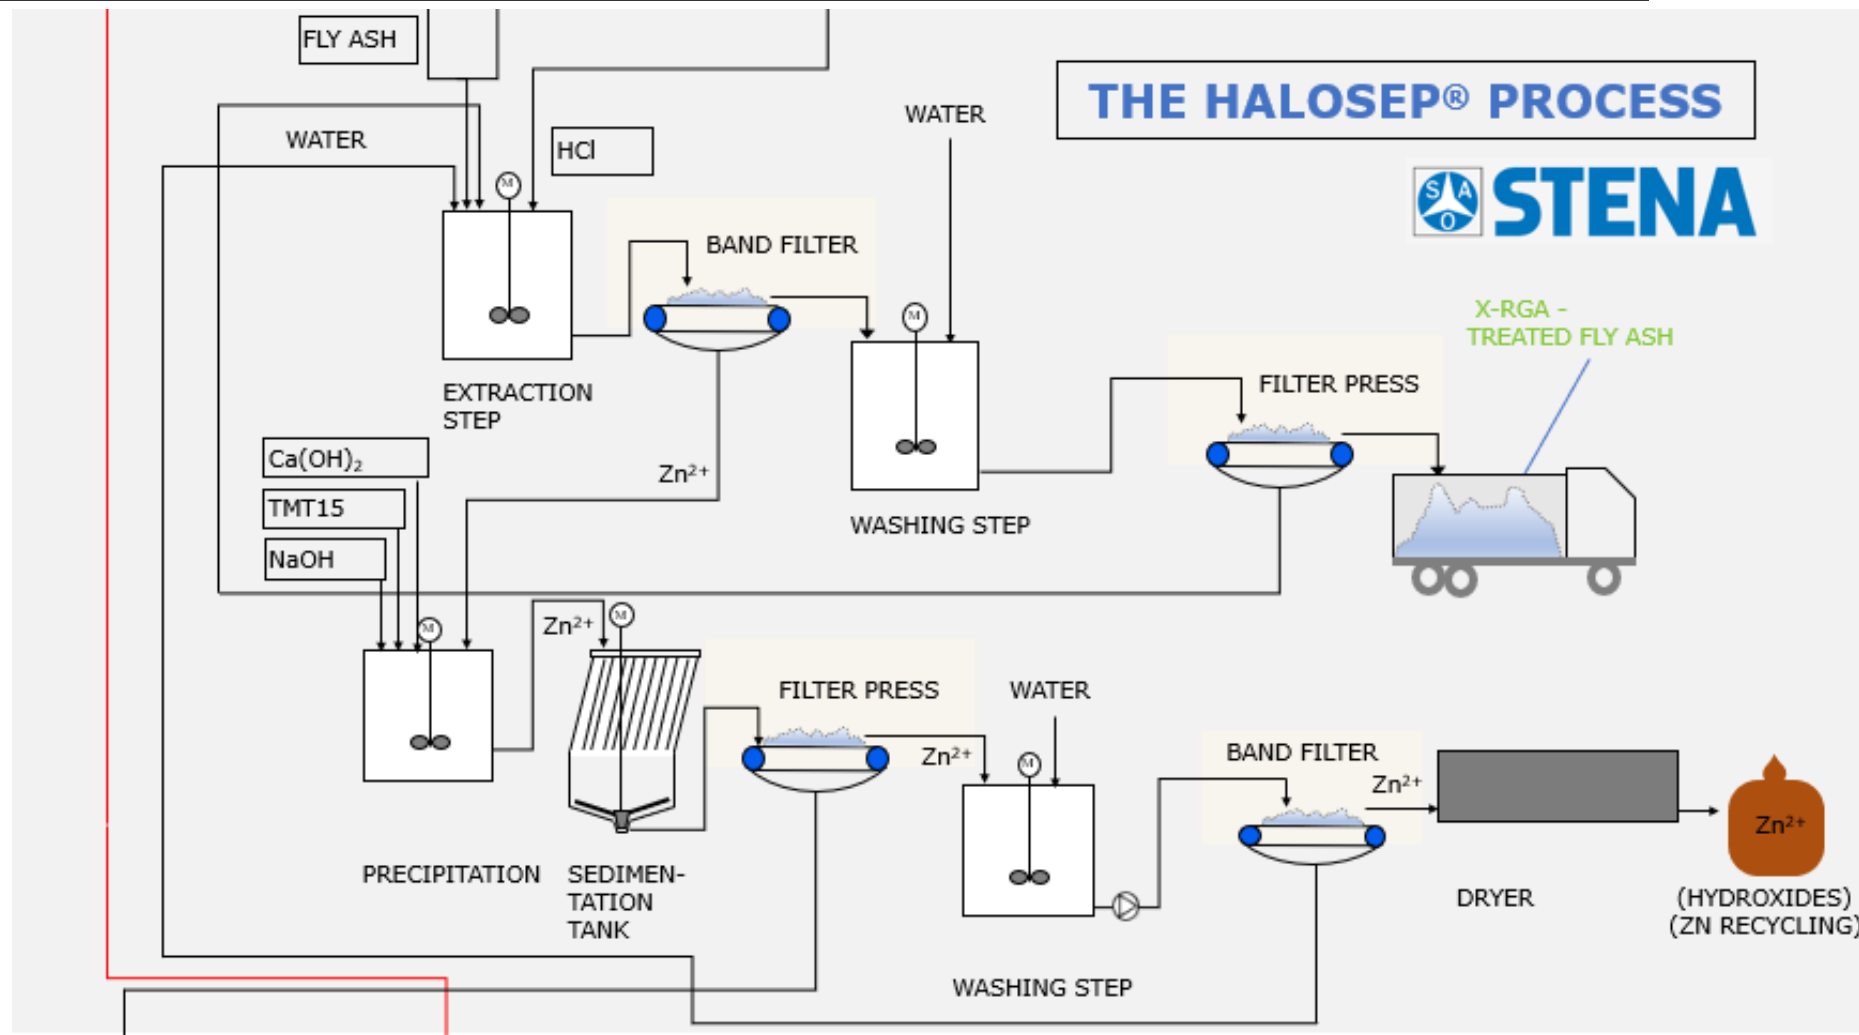 FLY ASH
THE HALOSEP® PROCESS
WATER
WATER
HCl
M
S A O STENA
BAND FILTER
M
X-RGA -
TREATED FLY ASH
EXTRACTION
STEP
FILTER PRESS
Ca(OH)₂
Zn²⁺
TMT15
WASHING STEP
NaOH
M
Zn²⁺
M
FILTER PRESS
WATER
Zn²⁺
M
BAND FILTER
Zn²⁺
Zn²⁺
PRECIPITATION
SEDIMEN-
TATION
TANK
DRYER
(HYDROXIDES)
(ZN RECYCLING)
WASHING STEP